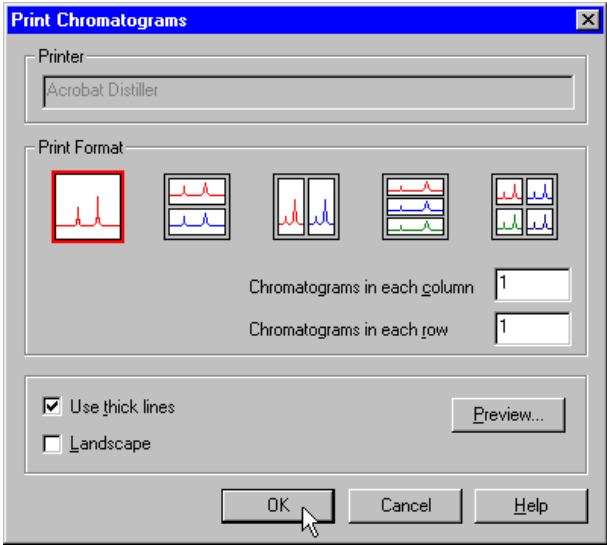 Print Chromatograms
Printer
Acrobat Distiller
Print Format
Chromatograms in each column 1
Chromatograms in each row 1
Use thick lines
Preview...
Landscape
OK Cancel Help